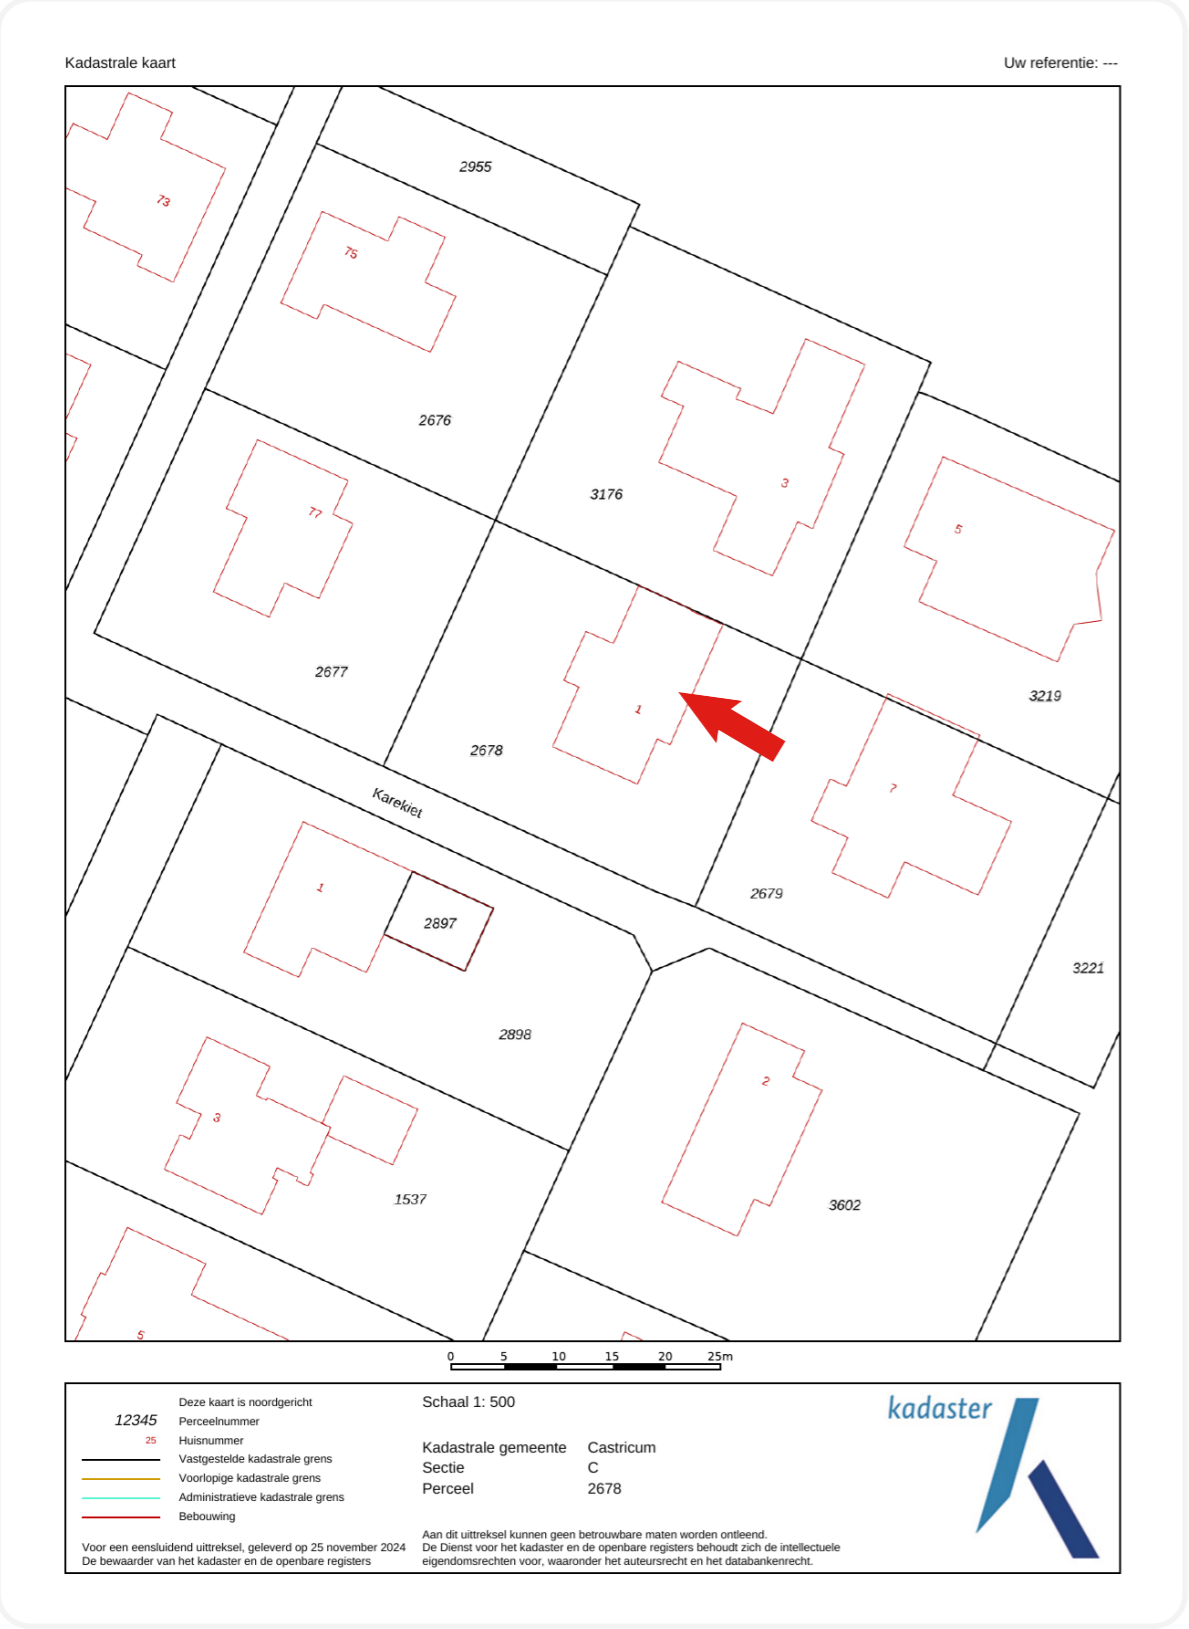 Kadastrale kaart
Uw referentie: ---
2955
73
75
2676
3176
3
5
77
2677
3219
1
2678
7
Karekiet
2679
1
2897
3221
2898
2
3
1537
3602
5
0 5 10 15 20 25m
Deze kaart is noordgericht
12345 Perceelnummer
25 Huisnummer
Vastgestelde kadastrale grens
Voorlopige kadastrale grens
Administratieve kadastrale grens
Bebouwing
Voor een eensluidend uittreksel, geleverd op 25 november 2024
De bewaarder van het kadaster en de openbare registers
Schaal 1: 500
Kadastrale gemeente Castricum
Sectie C
Perceel 2678
Aan dit uittreksel kunnen geen betrouwbare maten worden ontleend.
De Dienst voor het kadaster en de openbare registers behoudt zich de intellectuele
eigendomsrechten voor, waaronder het auteursrecht en het databankenrecht.
kadaster